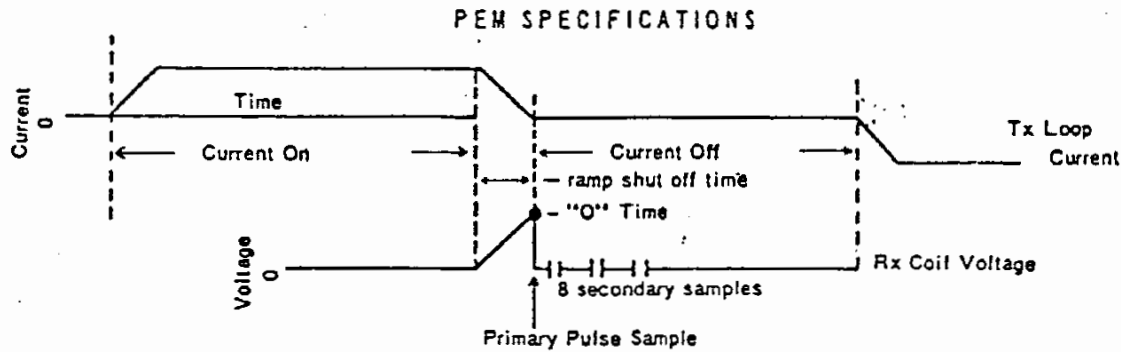 PEM SPECIFICATIONS
Current
0
Time
Tx Loop
Current
Current On
Current Off
- ramp shut off time
- "O" Time
Voltage
0
Rx Coil Voltage
8 secondary samples
Primary Pulse Sample